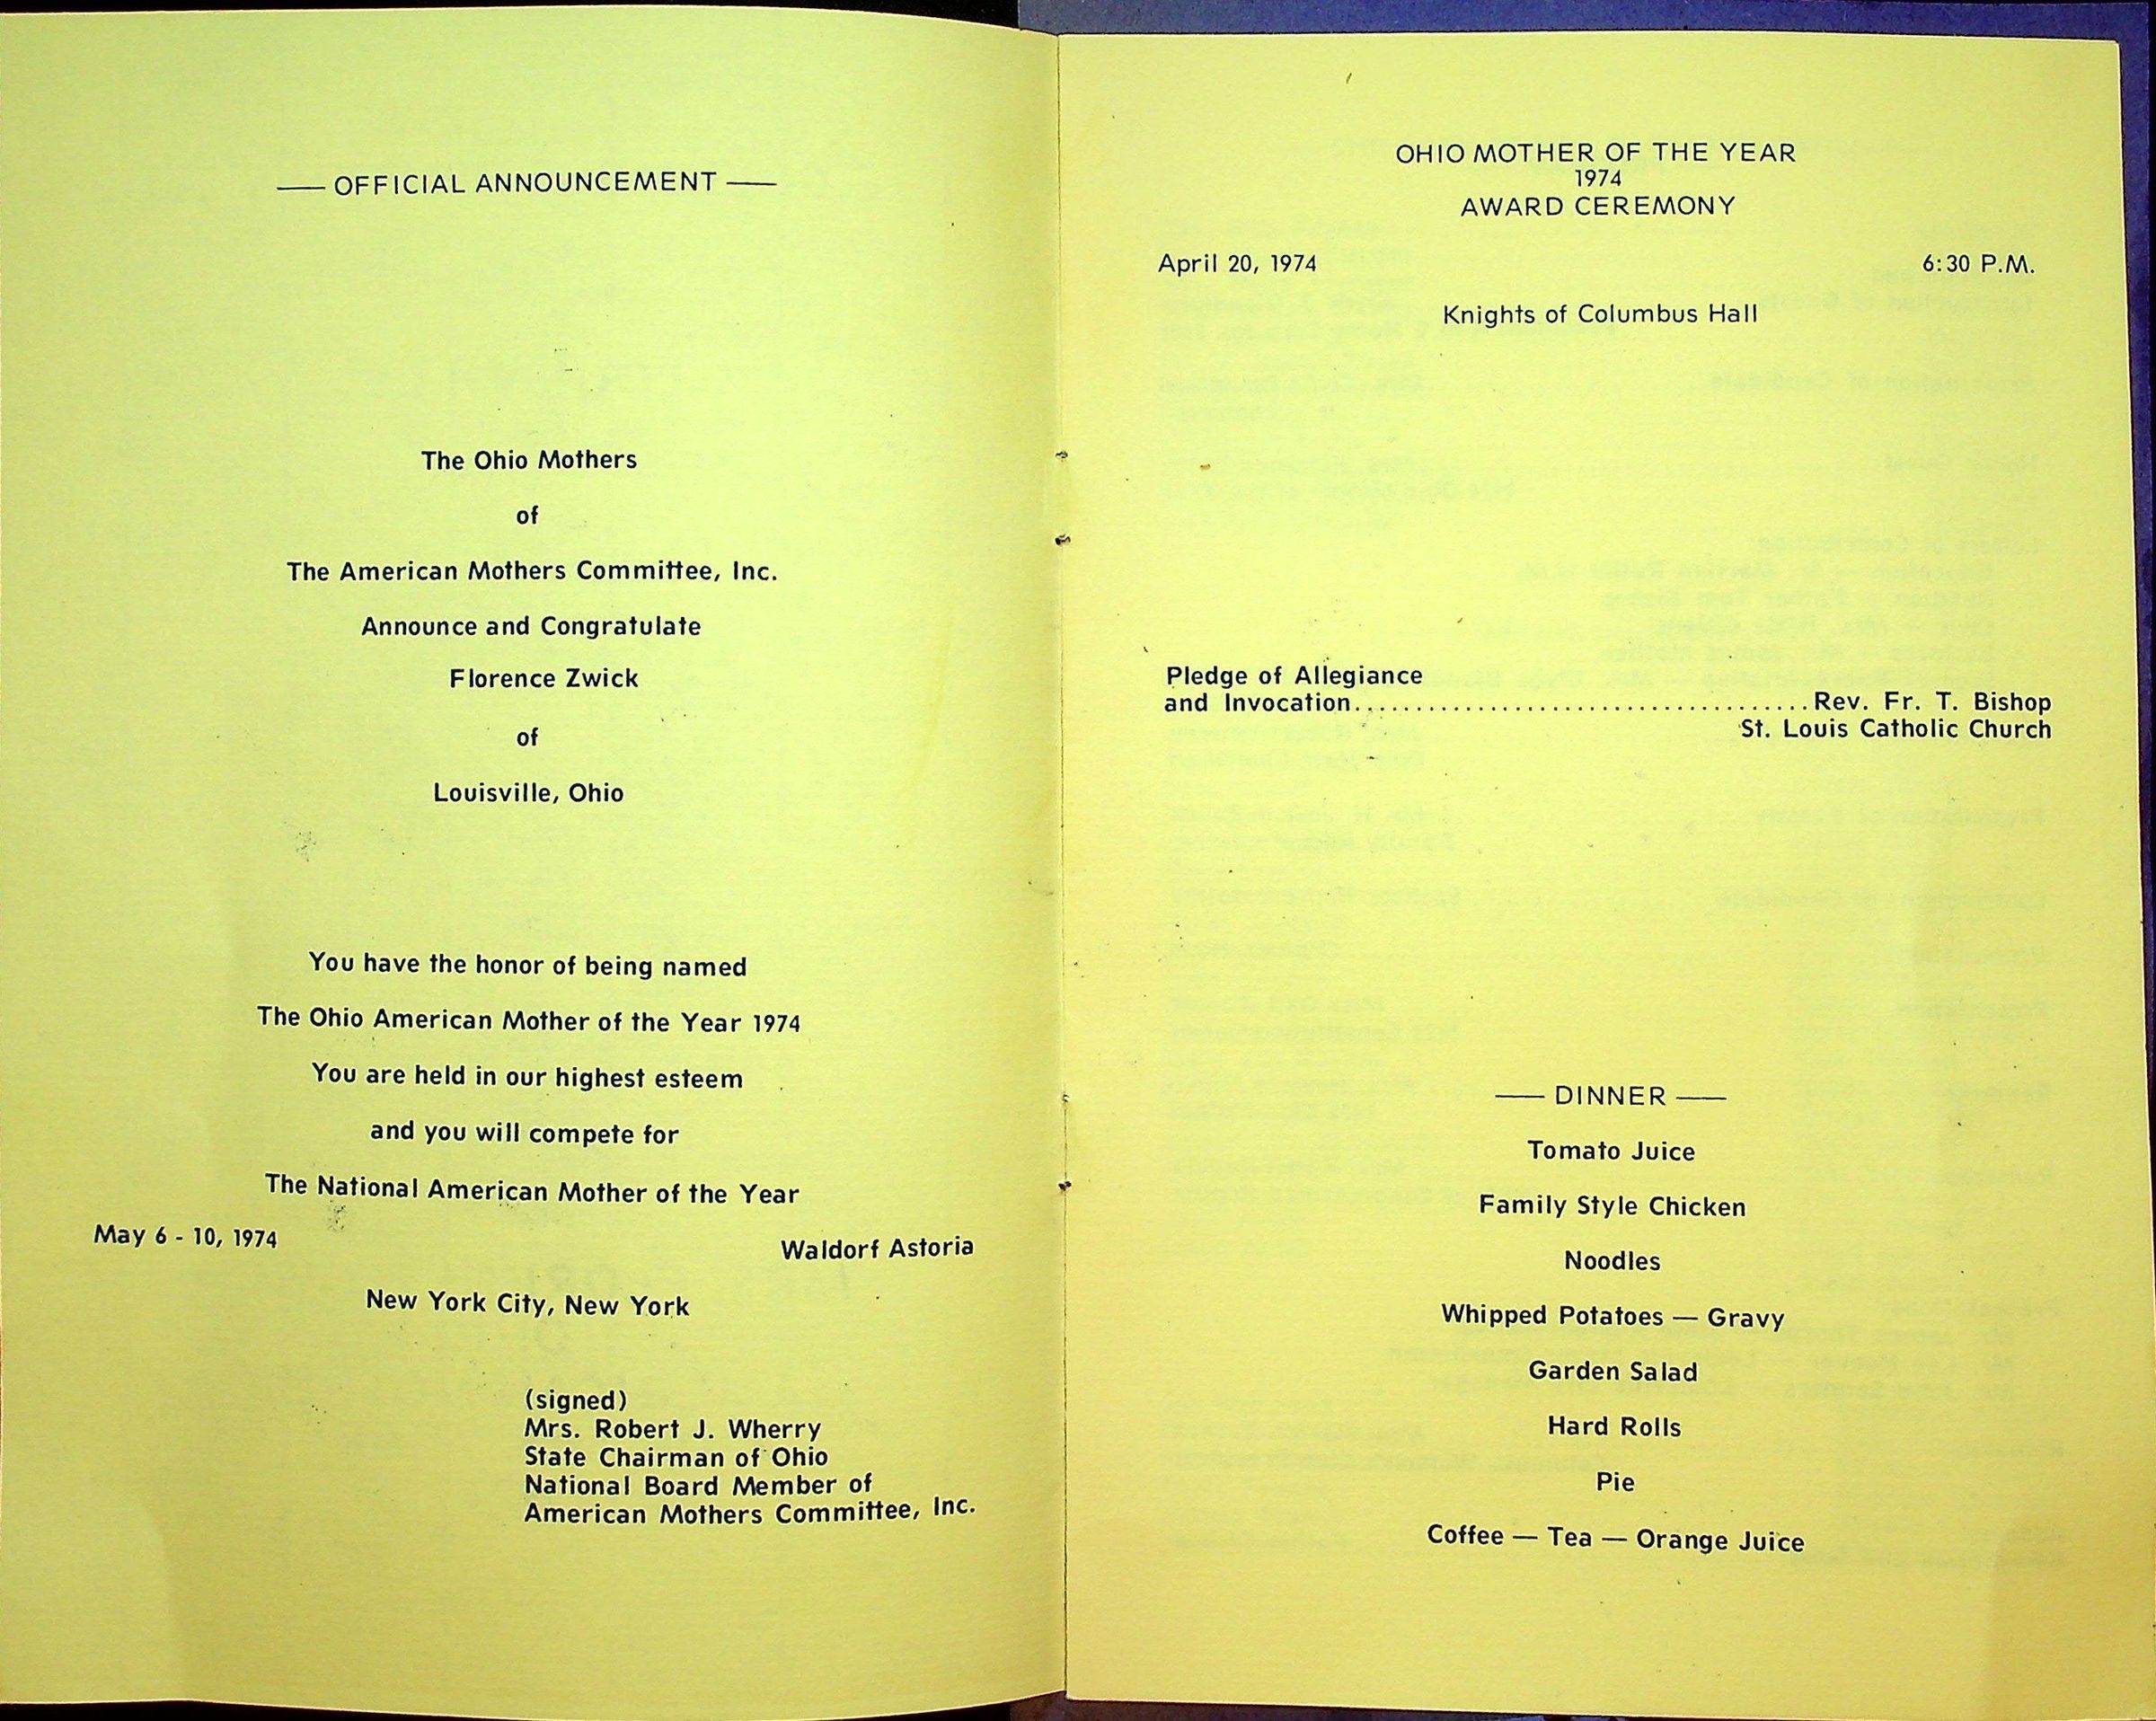 —— OFFICIAL ANNOUNCEMENT ——
The Ohio Mothers
of
The American Mothers Committee, Inc.
Announce and Congratulate
Florence Zwick
of
Louisville, Ohio
You have the honor of being named
The Ohio American Mother of the Year 1974
You are held in our highest esteem
and you will compete for
The National American Mother of the Year
May 6 - 10, 1974 Waldorf Astoria
New York City, New York
(signed)
Mrs. Robert J. Wherry
State Chairman of Ohio
National Board Member of
American Mothers Committee, Inc.
OHIO MOTHER OF THE YEAR
1974
AWARD CEREMONY
April 20, 1974 6:30 P.M.
Knights of Columbus Hall
Pledge of Allegiance
and Invocation.....................................Rev. Fr. T. Bishop
St. Louis Catholic Church
—— DINNER ——
Tomato Juice
Family Style Chicken
Noodles
Whipped Potatoes — Gravy
Garden Salad
Hard Rolls
Pie
Coffee — Tea — Orange Juice